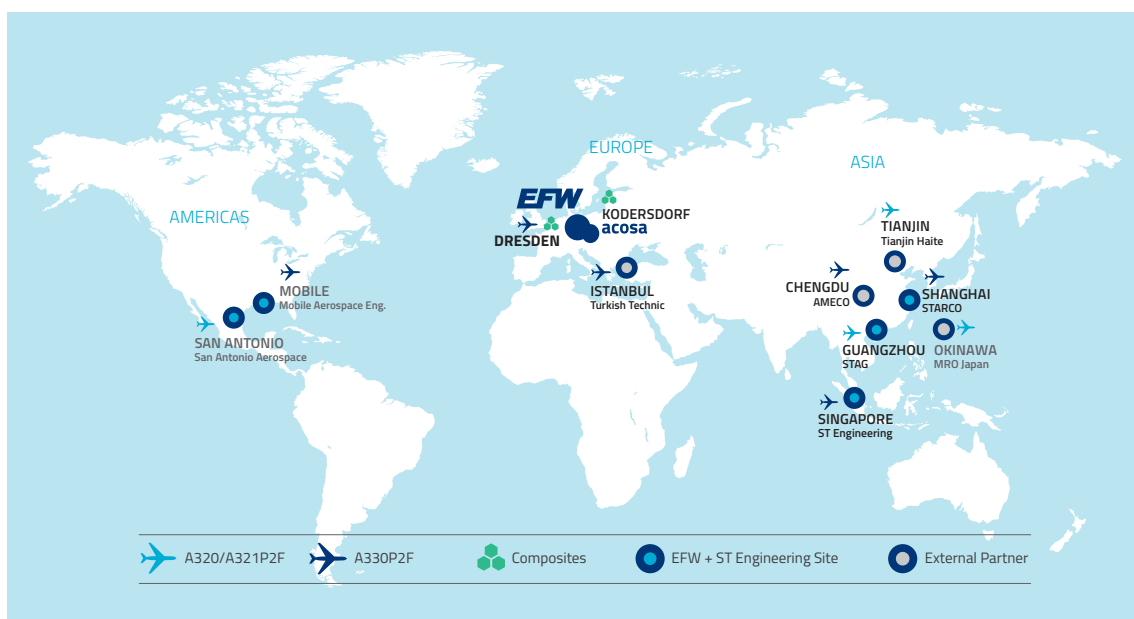 EUROPE
ASIA
AMERICAS
EFW
KODERSDORF
acosa
DRESDEN
TIANJIN
Tianjin Haite
ISTANBUL
Turkish Technic
CHENGDU
AMECO
SHANGHAI
STARCO
MOBILE
Mobile Aerospace Eng.
SAN ANTONIO
San Antonio Aerospace
GUANGZHOU
STAG
OKINAWA
MRO Japan
SINGAPORE
ST Engineering
A320/A321P2F
A330P2F
Composites
EFW + ST Engineering Site
External Partner